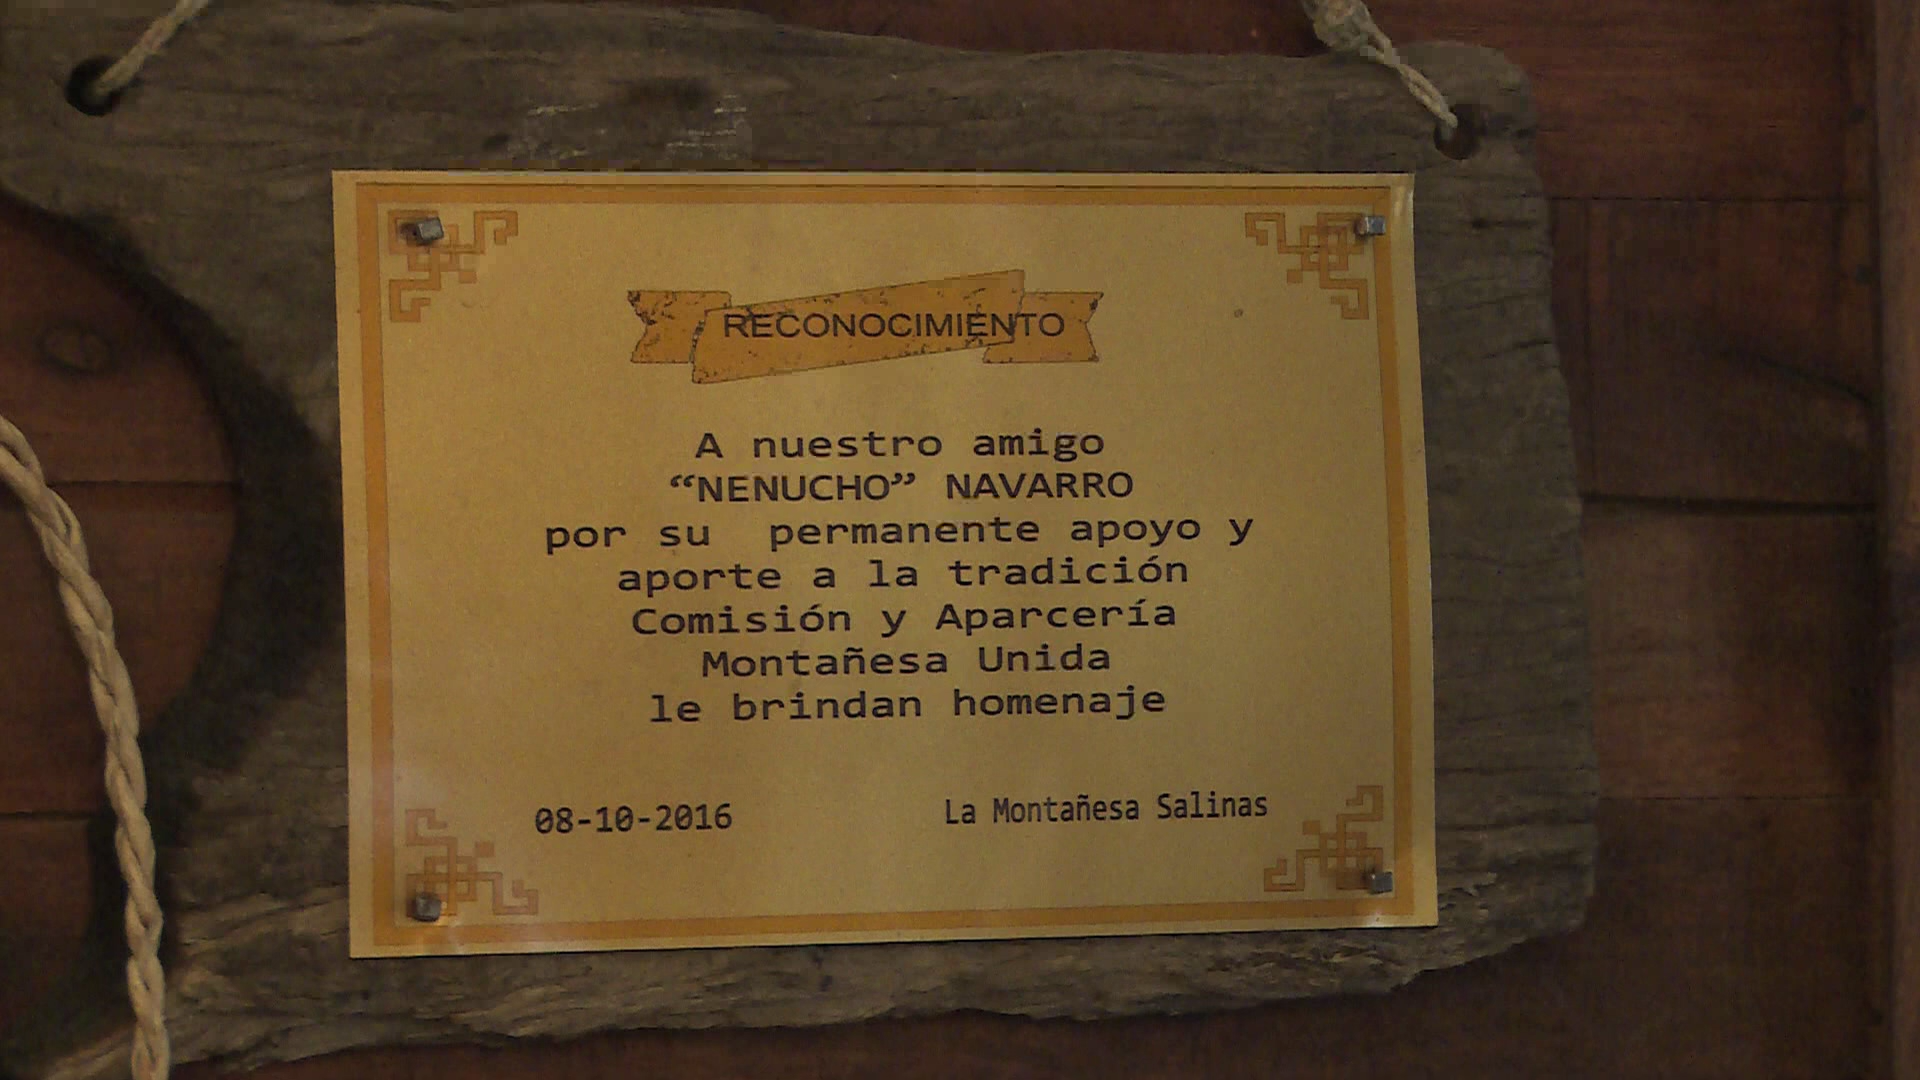 RECONOCIMIENTO
A nuestro amigo
“NENUCHO” NAVARRO
por su permanente apoyo y
aporte a la tradición
Comisión y Aparcería
Montañesa Unida
le brindan homenaje
08-10-2016 La Montañesa Salinas